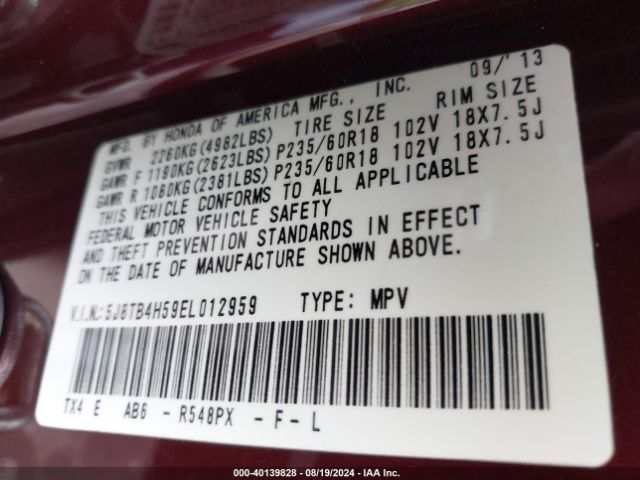 MFG. BY HONDA OF AMERICA MFG., INC. 09/'13
GVWR 2260KG(4982LBS) TIRE SIZE RIM SIZE
GAWR F 1190KG(2623LBS) P235/60R18 102V 18X7.5J
GAWR R 1080KG(2381LBS) P235/60R18 102V 18X7.5J
THIS VEHICLE CONFORMS TO ALL APPLICABLE
FEDERAL MOTOR VEHICLE SAFETY
AND THEFT PREVENTION STANDARDS IN EFFECT
ON THE DATE OF MANUFACTURE SHOWN ABOVE.
V.I.N.:5J8TB4H59EL012959 TYPE: MPV
TX4 E AB6 - R548PX - F - L
000-40139828 - 08/19/2024 - IAA Inc.